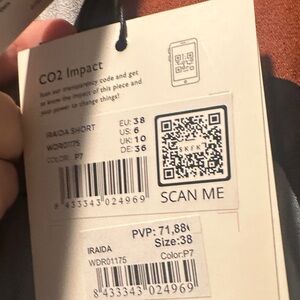 CO2 Impact
Scan our transparency code and get
to know the impact of this piece and
your power to change things!
IRAIDA SHORT
WDR01175
COLOR: P7
EU: 38
US: 6
UK: 10
DE: 36
SKFK
8 433343 024969
SCAN ME
PVP: 71,88€
Size:38
IRAIDA
WDR01175
Color:P7
8 433343 024969